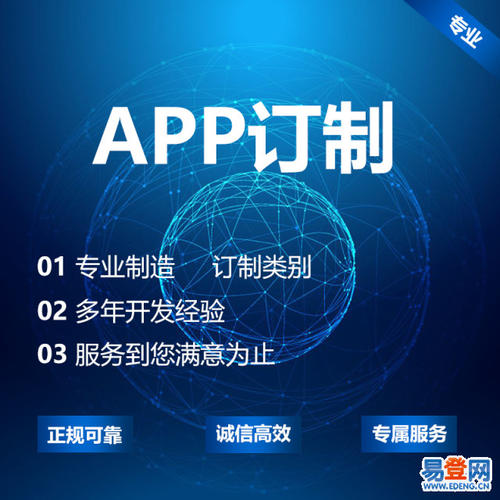 专业
APP订制
01 专业制造 订制类别
02 多年开发经验
03 服务到您满意为止
正规可靠 诚信高效 专属服务
易登网
WWW.EDENG.CN